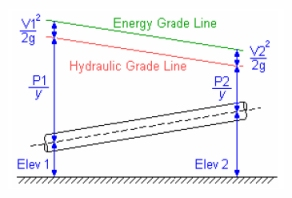 Energy Grade Line
V1²
2g
V2²
2g
Hydraulic Grade Line
P1
y
P2
y
Elev 1
Elev 2